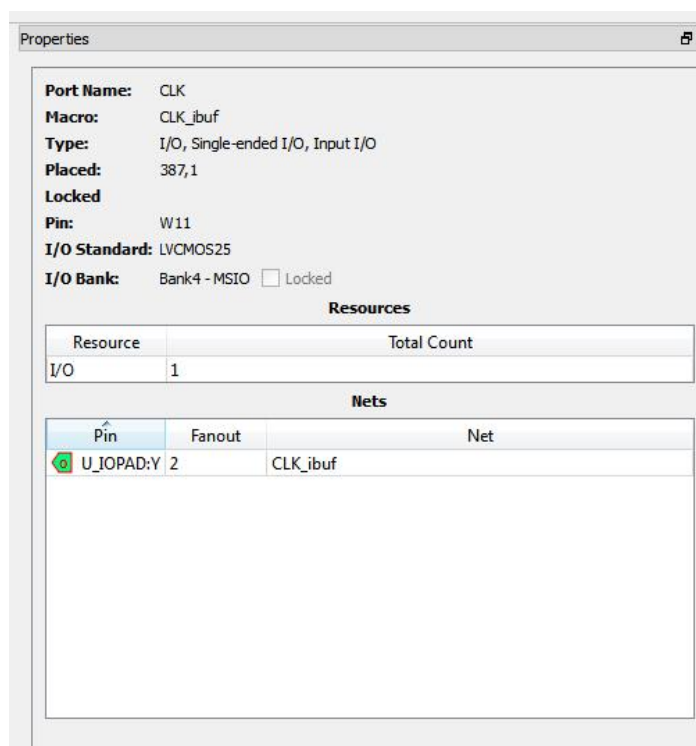 Properties
Port Name: CLK
Macro: CLK_ibuf
Type: I/O, Single-ended I/O, Input I/O
Placed: 387,1
Locked
Pin: W11
I/O Standard: LVCMOS25
I/O Bank: Bank4 - MSIO Locked
Resources
Resource Total Count
I/O 1
Nets
Pin Fanout Net
O U_IOPAD:Y 2 CLK_ibuf